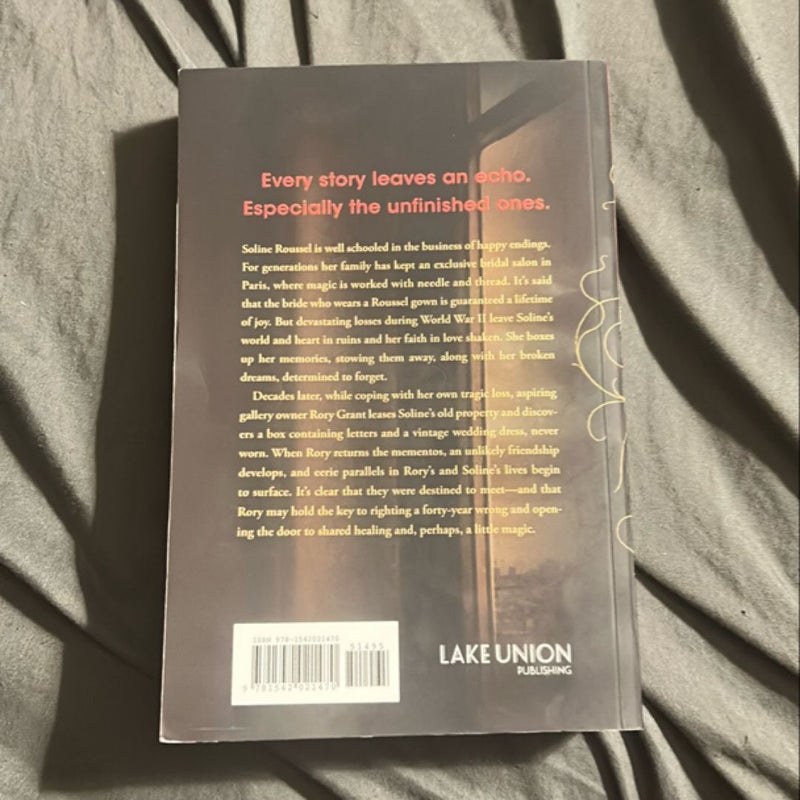 Every story leaves an echo.
Especially the unfinished ones.
Soline Roussel is well schooled in the business of happy endings.
For generations her family has kept an exclusive bridal salon in
Paris, where magic is worked with needle and thread. It's said
that the bride who wears a Roussel gown is guaranteed a lifetime
of joy. But devastating losses during World War II leave Soline's
world and heart in ruins and her faith in love shaken. She boxes
up her memories, stowing them away, along with her broken
dreams, determined to forget.
Decades later, while coping with her own tragic loss, aspiring
gallery owner Rory Grant leases Soline's old property and discov-
ers a box containing letters and a vintage wedding dress, never
worn. When Rory returns the mementos, an unlikely friendship
develops, and eerie parallels in Rory's and Soline's lives begin
to surface. It's clear that they were destined to meet—and that
Rory may hold the key to righting a forty-year wrong and open-
ing the door to shared healing and, perhaps, a little magic.
ISBN 978-1542021470
51495
9 781542 021470
LAKE UNION
PUBLISHING